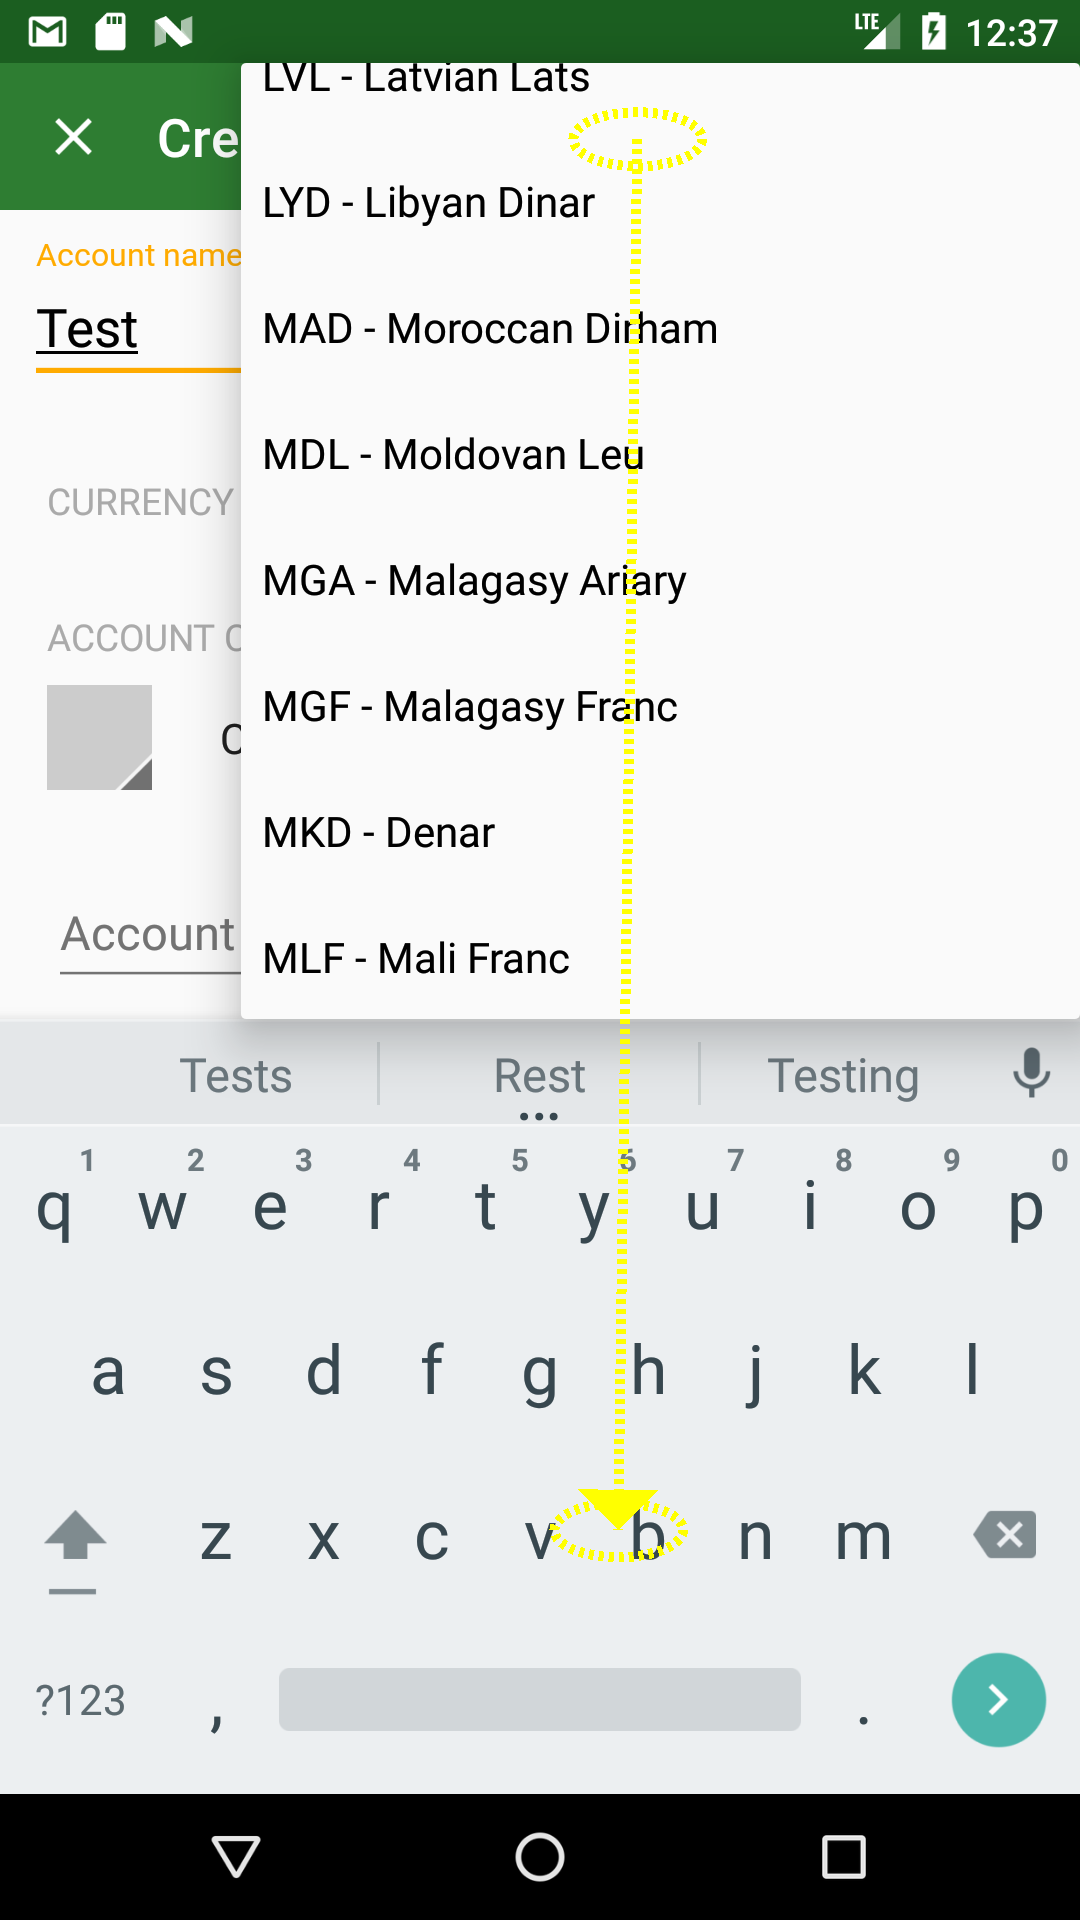 LTE 12:37
Cre
LVL - Latvian Lats
LYD - Libyan Dinar
MAD - Moroccan Dirham
MDL - Moldovan Leu
MGA - Malagasy Ariary
MGF - Malagasy Franc
MKD - Denar
MLF - Mali Franc
Account name
Test
CURRENCY
ACCOUNT C
C
Account
Tests Rest Testing
1 2 3 4 5 6 7 8 9 0
q w e r t y u i o p
a s d f g h j k l
z x c v b n m
?123 , .